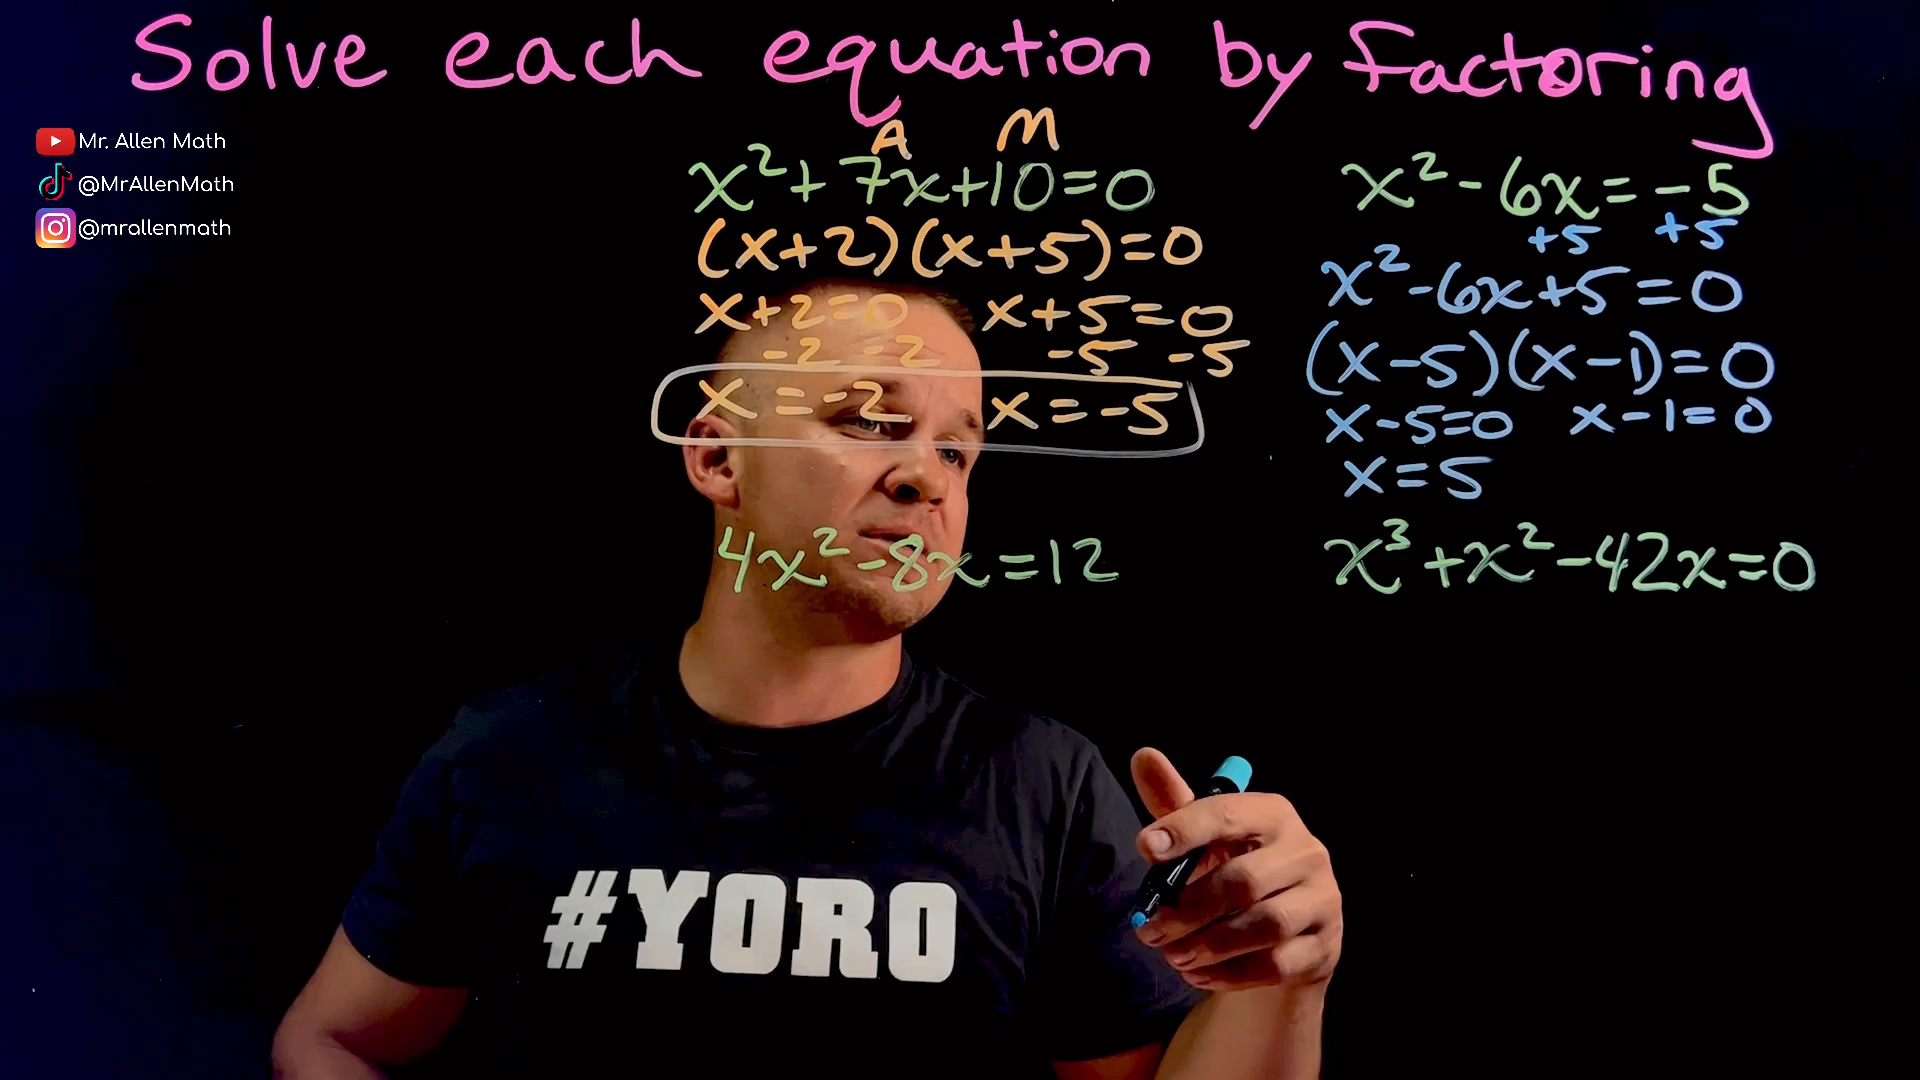 Solve each equation by factoring
Mr. Allen Math
@MrAllenMath
@mrallenmath
A M
x² + 7x + 10 = 0
(x + 2)(x + 5) = 0
x + 2 = 0 x + 5 = 0
-2 -2 -5 -5
x = -2 x = -5
4x² - 8x = 12
x² - 6x = -5
+5 +5
x² - 6x + 5 = 0
(x - 5)(x - 1) = 0
x - 5 = 0 x - 1 = 0
x = 5
x³ + x² - 42x = 0
#YORO